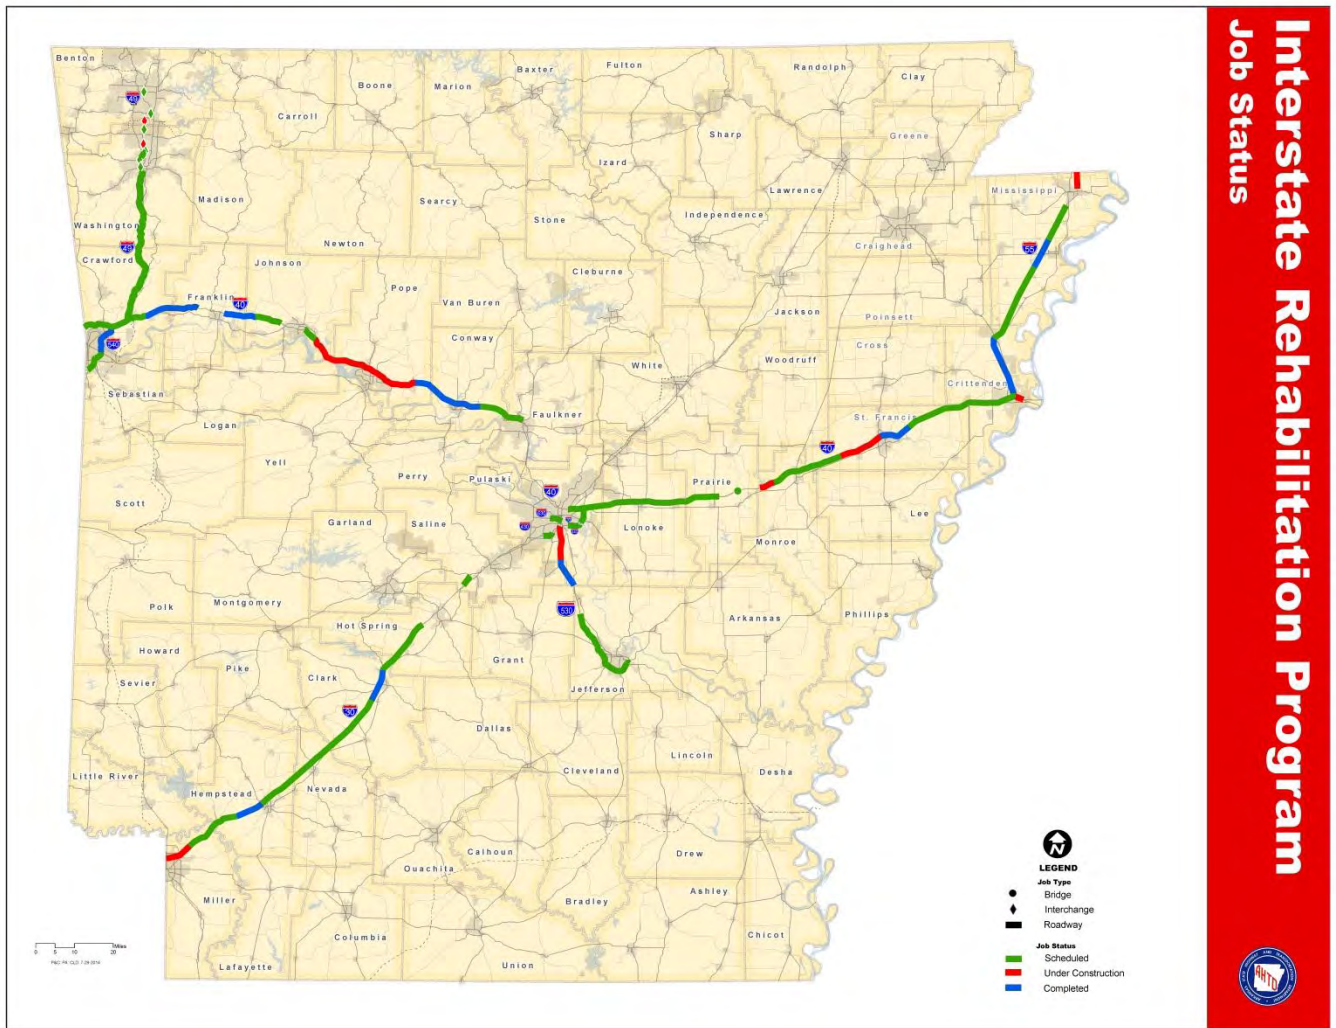 Interstate Rehabilitation Program
Job Status
Benton
Boone
Marion
Baxter
Fulton
Randolph
Clay
49
Carroll
Sharp
Greene
Izard
Madison
Searcy
Lawrence
Mississippi
Washington
Stone
Independence
Newton
Craighead
55
49
Crawford
Johnson
Cleburne
Franklin
40
Pope
Van Buren
Jackson
Poinsett
540
Conway
Cross
White
Woodruff
Crittenden
Sebastian
Logan
Faulkner
St. Francis
40
Yell
Perry
Pulaski
40
Prairie
Scott
Garland
Saline
Lonoke
Lee
Monroe
Polk
Montgomery
Hot Spring
530
Arkansas
Phillips
Howard
Pike
Clark
Grant
Sevier
Jefferson
30
Dallas
Lincoln
Little River
Hempstead
Nevada
Cleveland
Desha
Calhoun
Drew
Ouachita
Miller
Bradley
Ashley
Columbia
Chicot
Lafayette
Union
N
LEGEND
Job Type
Bridge
Interchange
Roadway
Job Status
Scheduled
Under Construction
Completed
Miles
0 5 10 20
AHTD